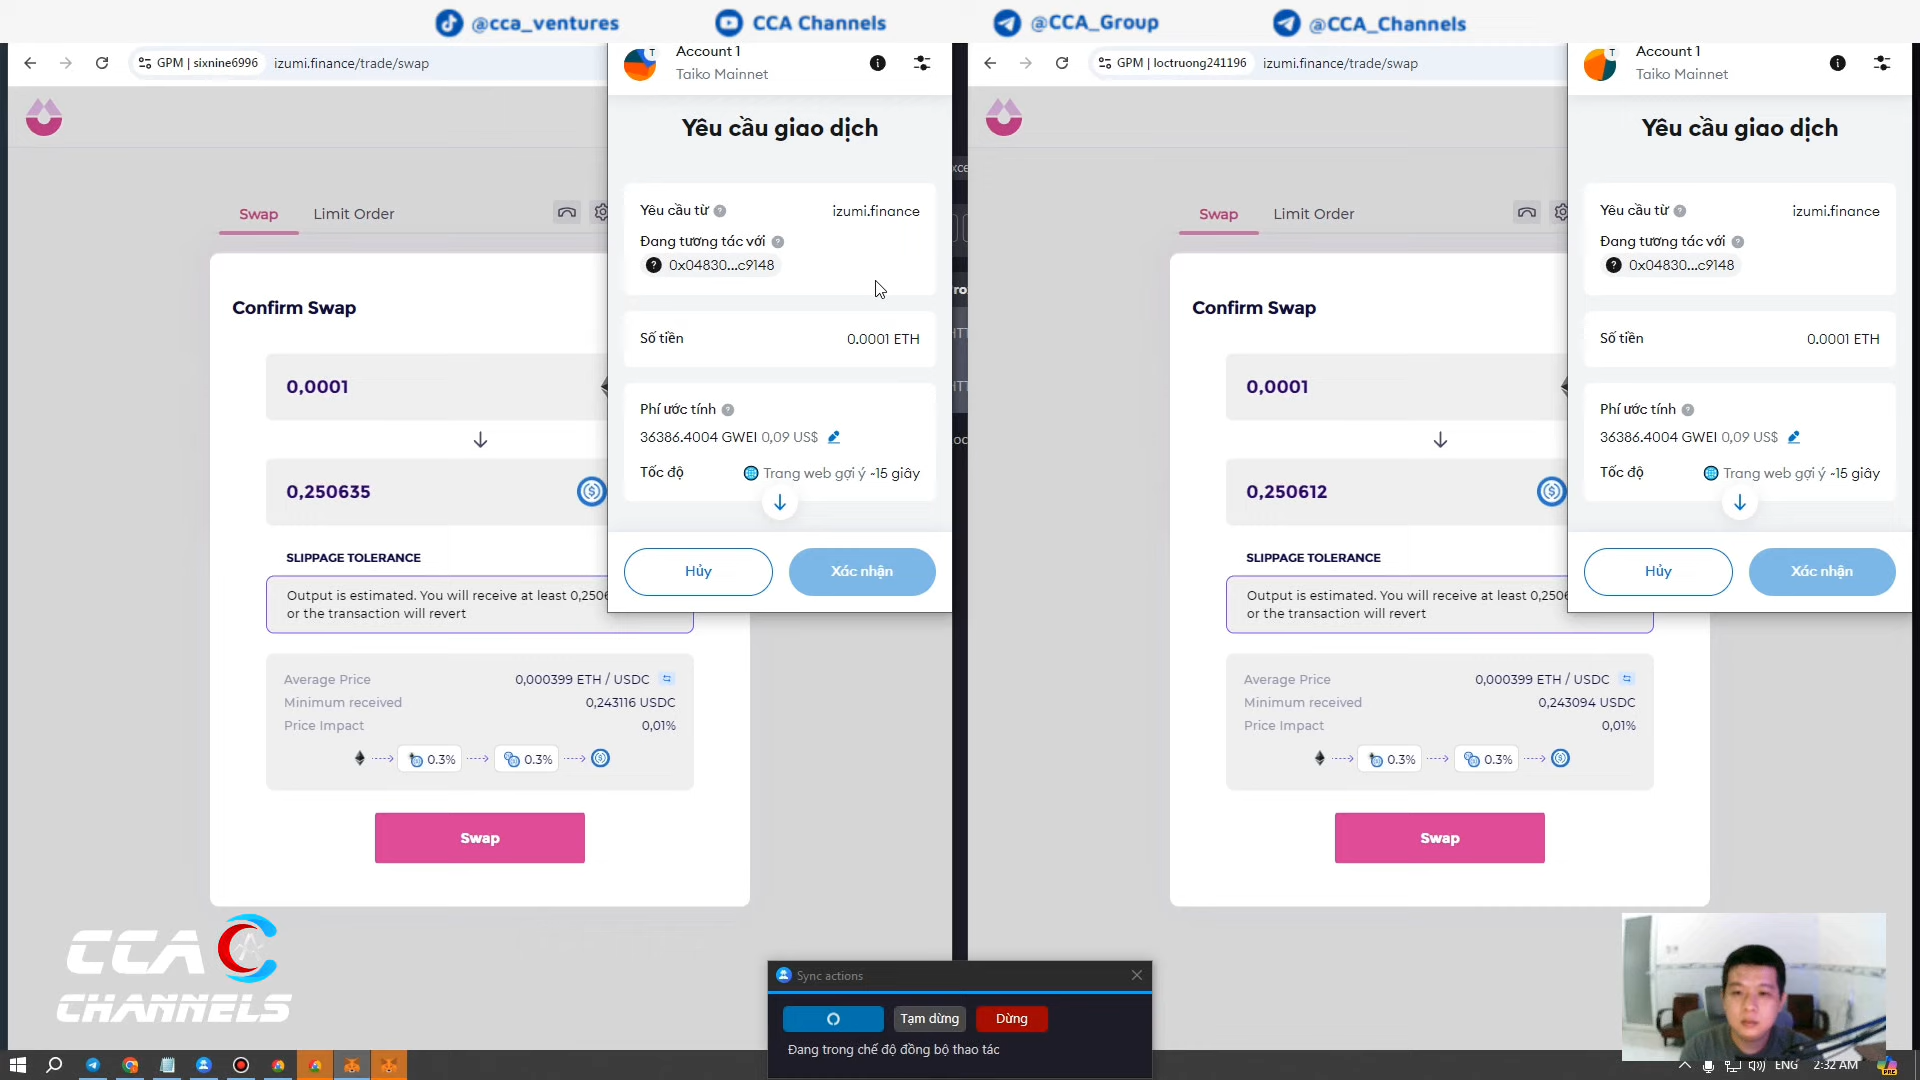 @cca_ventures
CCA Channels
@CCA_Group
@CCA_Channels
GPM | sixnine6996
izumi.finance/trade/swap
T
Account 1
Taiko Mainnet
Yêu cầu giao dịch
Yêu cầu từ
izumi.finance
Đang tương tác với
0x04830...c9148
Số tiền
0.0001 ETH
Phí ước tính
36386.4004 GWEI 0,09 US$
Tốc độ
Trang web gợi ý ~15 giây
Hủy
Xác nhận
Swap
Limit Order
Confirm Swap
0,0001
0,250635
SLIPPAGE TOLERANCE
Output is estimated. You will receive at least 0,2506
or the transaction will revert
Average Price
0,000399 ETH / USDC
Minimum received
0,243116 USDC
Price Impact
0,01%
0.3%
0.3%
Swap
GPM | loctruong241196
izumi.finance/trade/swap
T
Account 1
Taiko Mainnet
Yêu cầu giao dịch
Yêu cầu từ
izumi.finance
Đang tương tác với
0x04830...c9148
Số tiền
0.0001 ETH
Phí ước tính
36386.4004 GWEI 0,09 US$
Tốc độ
Trang web gợi ý ~15 giây
Hủy
Xác nhận
Swap
Limit Order
Confirm Swap
0,0001
0,250612
SLIPPAGE TOLERANCE
Output is estimated. You will receive at least 0,2506
or the transaction will revert
Average Price
0,000399 ETH / USDC
Minimum received
0,243094 USDC
Price Impact
0,01%
0.3%
0.3%
Swap
CCA
CHANNELS
Sync actions
Tạm dừng
Dừng
Đang trong chế độ đồng bộ thao tác
ENG
2:32 AM